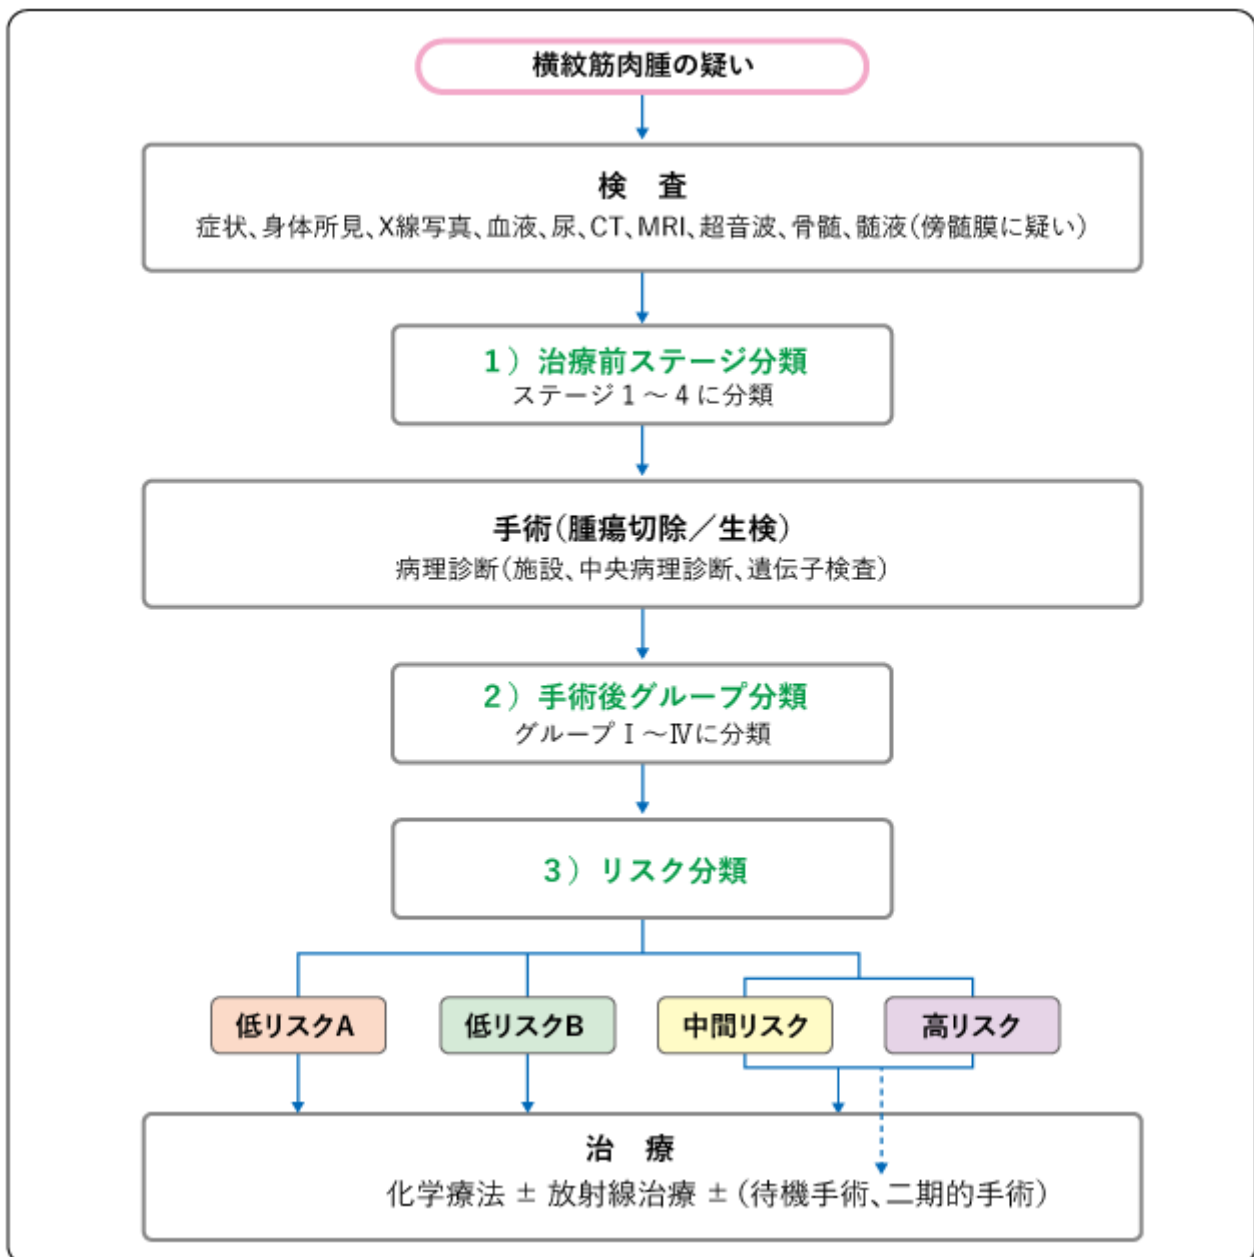 横紋筋肉腫の疑い
検 査
症状、身体所見、X線写真、血液、尿、CT、MRI、超音波、骨髄、髄液(傍髄膜に疑い)
1）治療前ステージ分類
ステージ 1 ～ 4 に分類
手術(腫瘍切除／生検)
病理診断(施設、中央病理診断、遺伝子検査)
2）手術後グループ分類
グループ Ⅰ ～Ⅳに分類
3）リスク分類
低リスクA
低リスクB
中間リスク
高リスク
治 療
化学療法 ± 放射線治療 ± (待機手術、二期的手術)